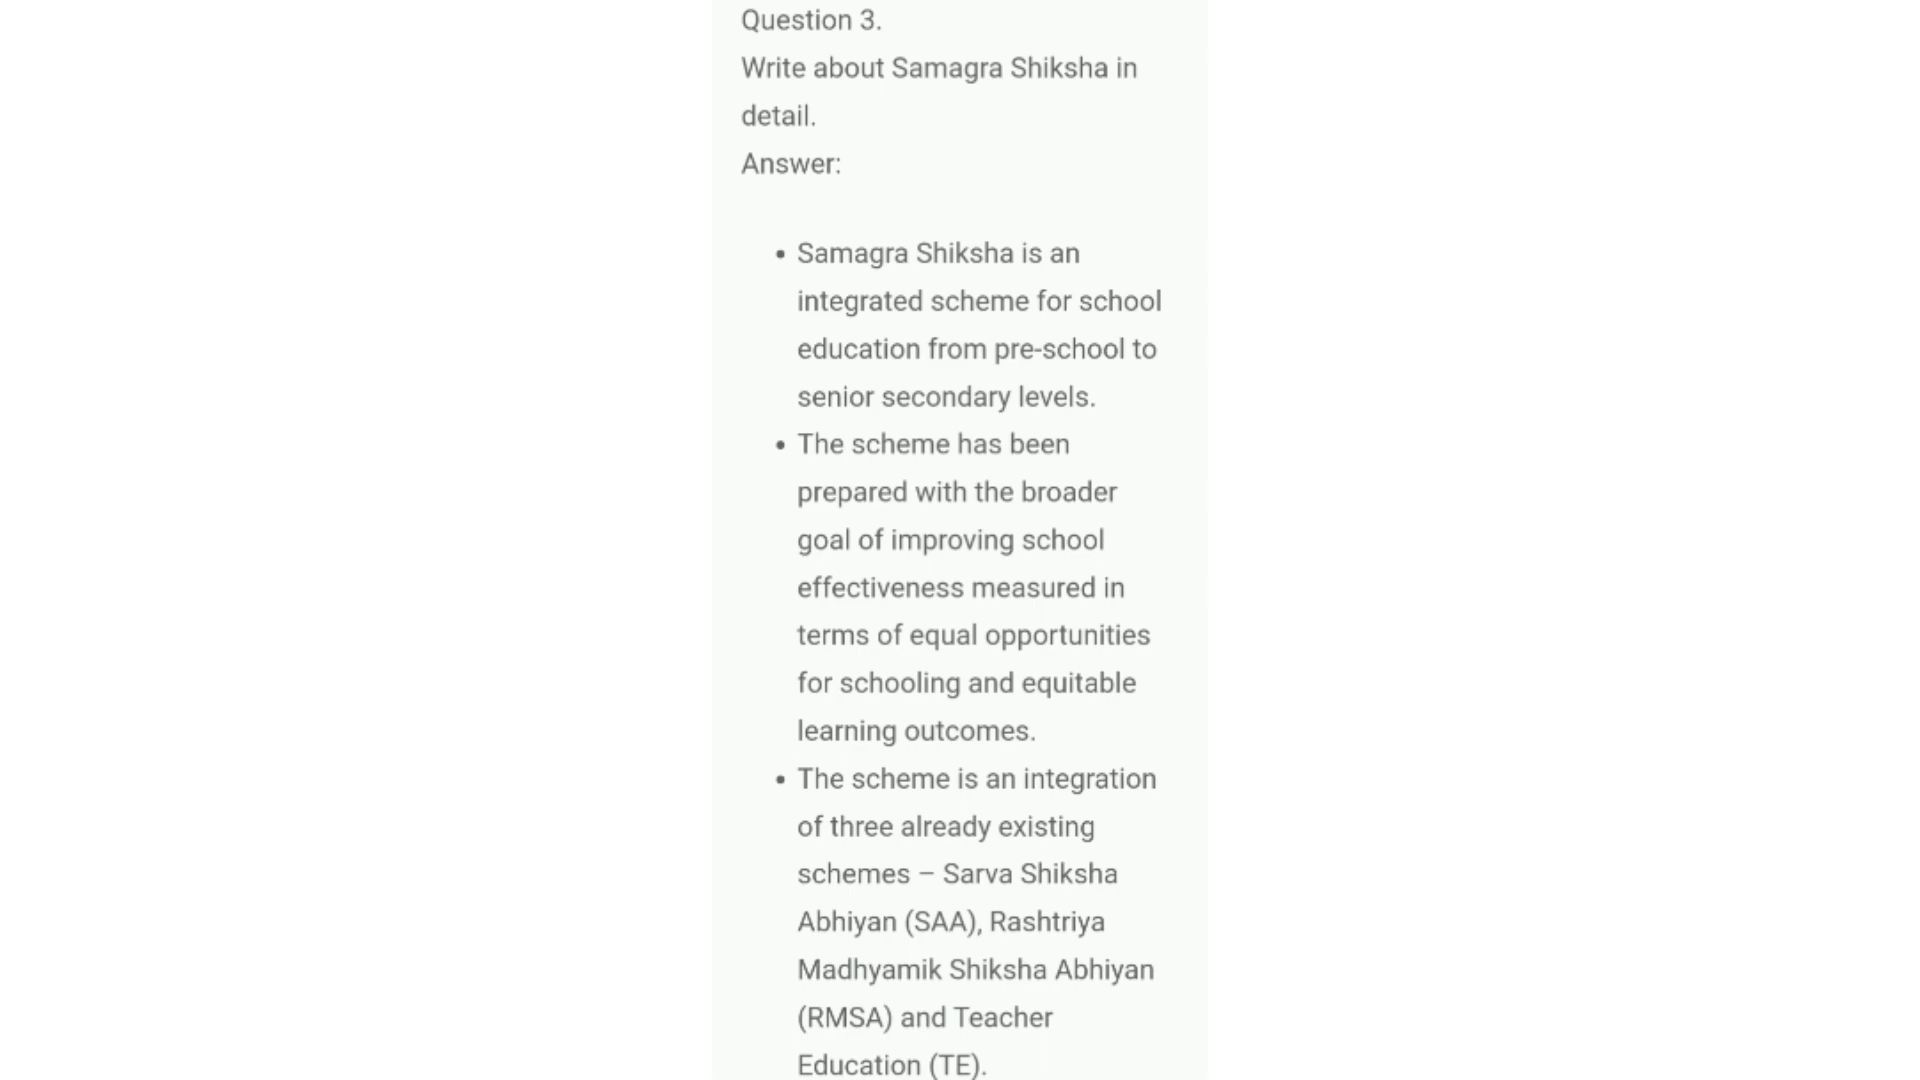 Question 3.
Write about Samagra Shiksha in
detail.
Answer:
• Samagra Shiksha is an
integrated scheme for school
education from pre-school to
senior secondary levels.
• The scheme has been
prepared with the broader
goal of improving school
effectiveness measured in
terms of equal opportunities
for schooling and equitable
learning outcomes.
• The scheme is an integration
of three already existing
schemes – Sarva Shiksha
Abhiyan (SAA), Rashtriya
Madhyamik Shiksha Abhiyan
(RMSA) and Teacher
Education (TE).